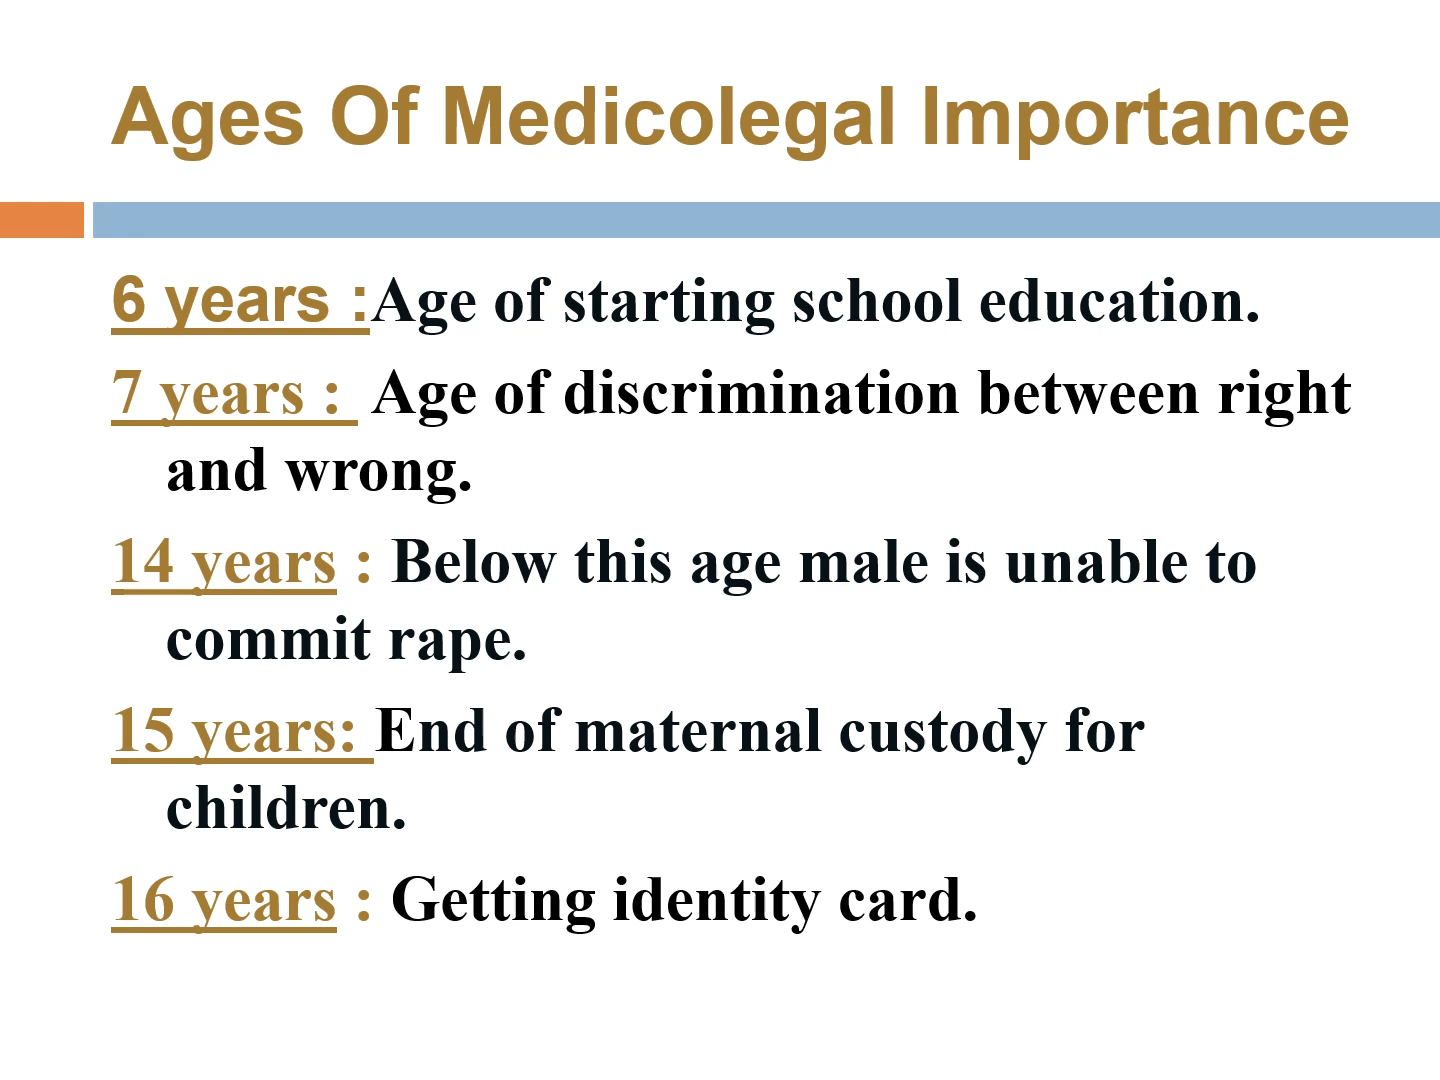 Ages Of Medicolegal Importance
6 years :Age of starting school education.
7 years :  Age of discrimination between right
and wrong.
14 years : Below this age male is unable to
commit rape.
15 years: End of maternal custody for
children.
16 years : Getting identity card.